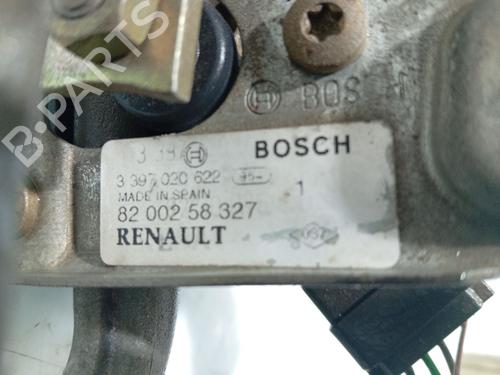 B-PARTS
BOS
BOSCH
3 397 020 622
MADE IN SPAIN
1
82 002 58 327
RENAULT